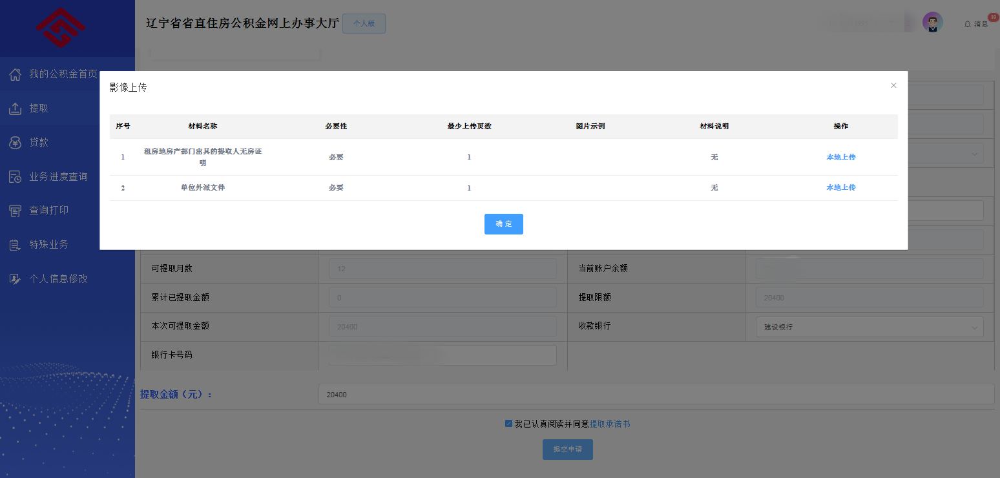 辽宁省省直住房公积金网上办事大厅
个人版
消息
10
我的公积金首页
提取
贷款
业务进度查询
查询打印
特殊业务
个人信息修改
影像上传
序号 材料名称 必要性 最少上传页数 图片示例 材料说明 操作
1 租房地房产部门出具的提取人无房证
明 必要 1 无 本地上传
2 单位外派文件 必要 1 无 本地上传
确 定
可提取月数 12 当前账户余额
累计已提取金额 0 提取限额 20400
本次可提取金额 20400 收款银行 建设银行
银行卡号码
提取金额（元）： 20400
我已认真阅读并同意提取承诺书
提交申请